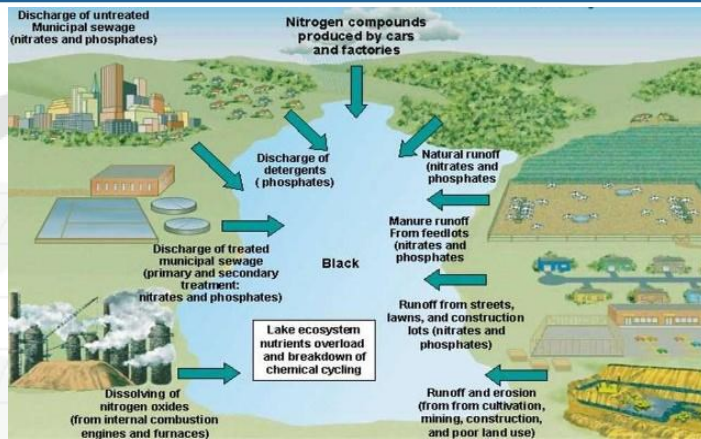 Discharge of untreated
Municipal sewage
(nitrates and phosphates)
Nitrogen compounds
produced by cars
and factories
Discharge of
detergents
( phosphates)
Natural runoff
(nitrates and
phosphates
Manure runoff
From feedlots
(nitrates and
phosphates
Discharge of treated
municipal sewage
(primary and secondary
treatment:
nitrates and phosphates)
Black
Runoff from streets,
lawns, and construction
lots (nitrates and
phosphates)
Lake ecosystem
nutrients overload
and breakdown of
chemical cycling
Dissolving of
nitrogen oxides
(from internal combustion
engines and furnaces)
Runoff and erosion
(from from cultivation,
mining, construction,
and poor land use)